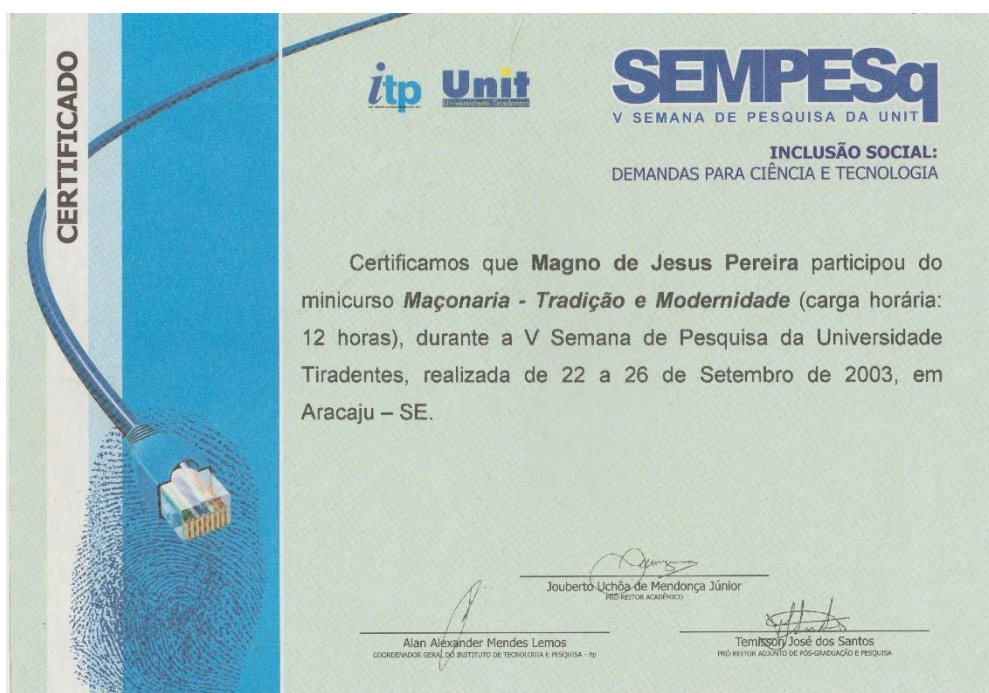 CERTIFICADO
itp Unit
Universidade Tiradentes
SEMPESq
V SEMANA DE PESQUISA DA UNIT
INCLUSÃO SOCIAL:
DEMANDAS PARA CIÊNCIA E TECNOLOGIA
Certificamos que Magno de Jesus Pereira participou do
minicurso Maçonaria - Tradição e Modernidade (carga horária:
12 horas), durante a V Semana de Pesquisa da Universidade
Tiradentes, realizada de 22 a 26 de Setembro de 2003, em
Aracaju – SE.
Jouberto Uchôa de Mendonça Júnior
PRÓ-REITOR ACADÊMICO
Alan Alexander Mendes Lemos
COORDENADOR GERAL DO INSTITUTO DE TECNOLOGIA E PESQUISA - itp
Temisson José dos Santos
PRÓ-REITOR ADJUNTO DE PÓS-GRADUAÇÃO E PESQUISA